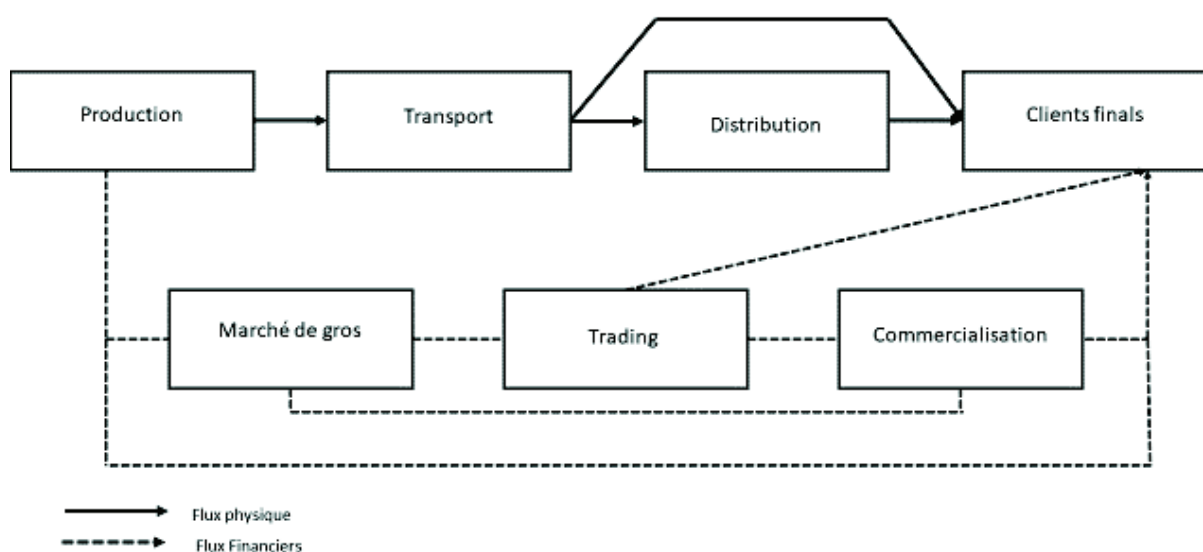 Production
Transport
Distribution
Clients finals
Marché de gros
Trading
Commercialisation
Flux physique
Flux Financiers